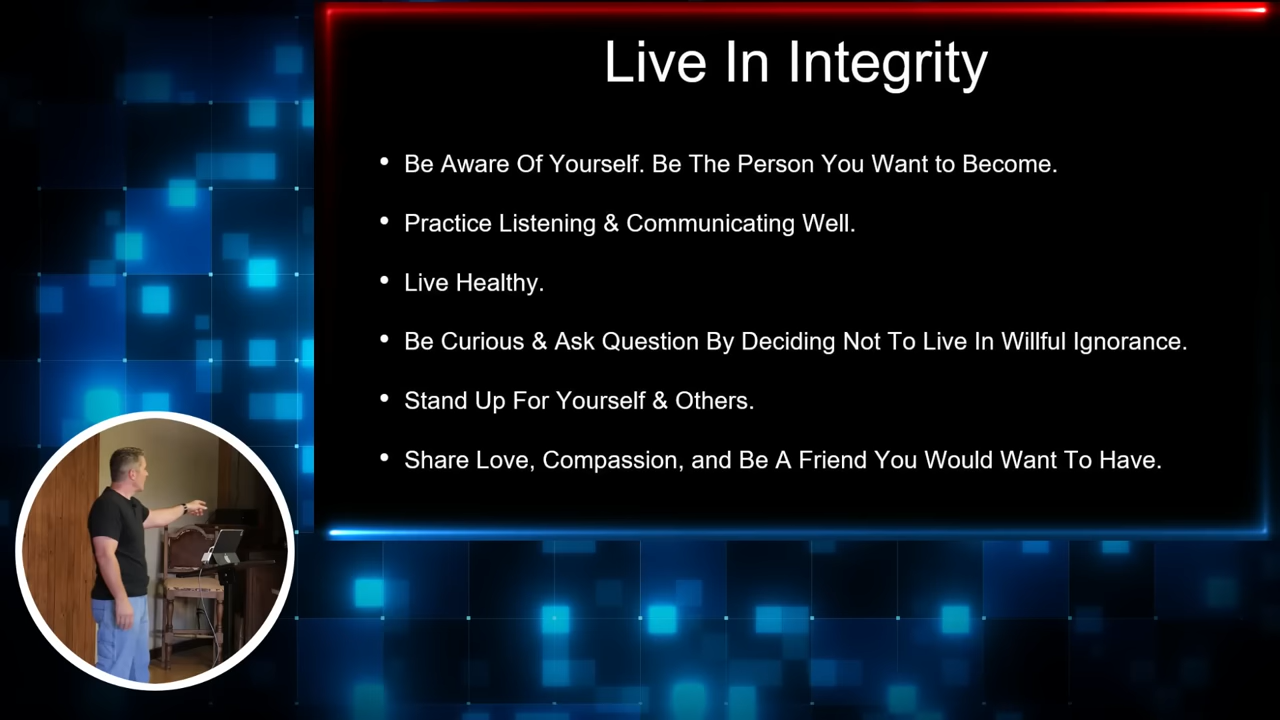 Live In Integrity
• Be Aware Of Yourself. Be The Person You Want to Become.
• Practice Listening & Communicating Well.
• Live Healthy.
• Be Curious & Ask Question By Deciding Not To Live In Willful Ignorance.
• Stand Up For Yourself & Others.
• Share Love, Compassion, and Be A Friend You Would Want To Have.